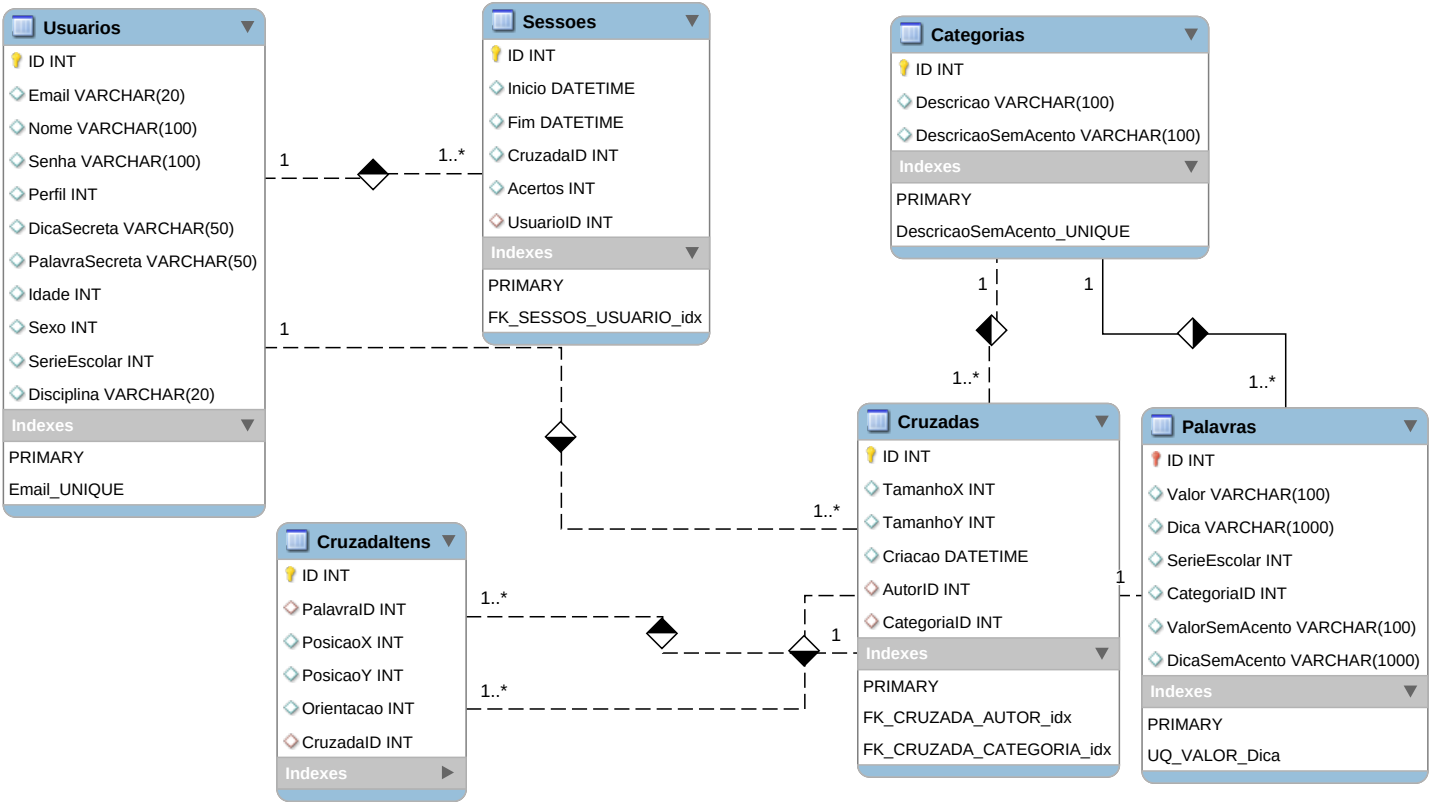 Usuarios
ID INT
Email VARCHAR(20)
Nome VARCHAR(100)
Senha VARCHAR(100)
Perfil INT
DicaSecreta VARCHAR(50)
PalavraSecreta VARCHAR(50)
Idade INT
Sexo INT
SerieEscolar INT
Disciplina VARCHAR(20)
Indexes
PRIMARY
Email_UNIQUE
1
1..*
1
1..*
Sessoes
ID INT
Inicio DATETIME
Fim DATETIME
CruzadaID INT
Acertos INT
UsuarioID INT
Indexes
PRIMARY
FK_SESSOS_USUARIO_idx
Categorias
ID INT
Descricao VARCHAR(100)
DescricaoSemAcento VARCHAR(100)
Indexes
PRIMARY
DescricaoSemAcento_UNIQUE
1
1
1..*
1..*
CruzadaItens
ID INT
PalavraID INT
PosicaoX INT
PosicaoY INT
Orientacao INT
CruzadaID INT
Indexes
1..*
1
1..*
Cruzadas
ID INT
TamanhoX INT
TamanhoY INT
Criacao DATETIME
AutorID INT
CategoriaID INT
Indexes
PRIMARY
FK_CRUZADA_AUTOR_idx
FK_CRUZADA_CATEGORIA_idx
1
Palavras
ID INT
Valor VARCHAR(100)
Dica VARCHAR(1000)
SerieEscolar INT
CategoriaID INT
ValorSemAcento VARCHAR(100)
DicaSemAcento VARCHAR(1000)
Indexes
PRIMARY
UQ_VALOR_Dica